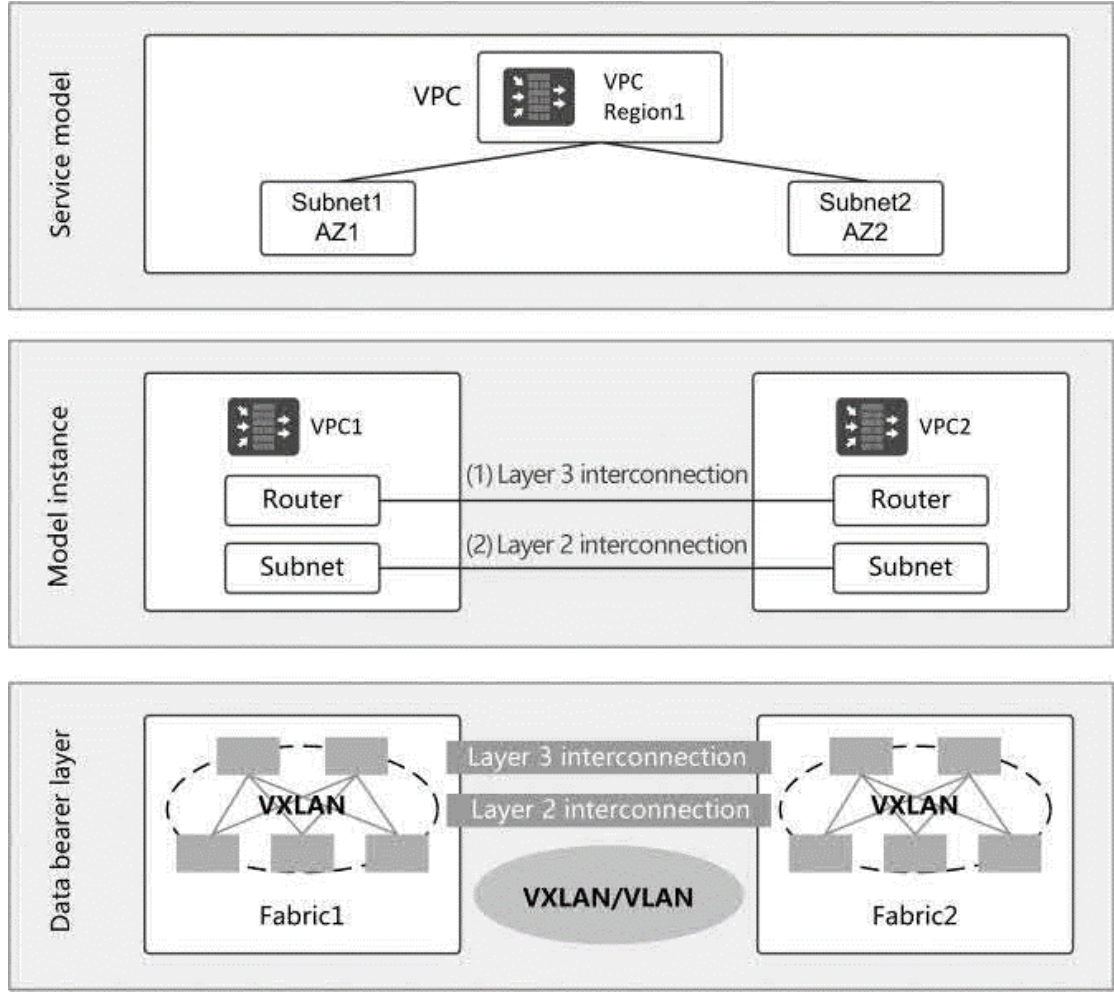 Service model
VPC
VPC
Region1
Subnet1
AZ1
Subnet2
AZ2
Model instance
VPC1
VPC2
(1) Layer 3 interconnection
Router
Router
(2) Layer 2 interconnection
Subnet
Subnet
Data bearer layer
Layer 3 interconnection
VXLAN
Layer 2 interconnection
VXLAN
VXLAN/VLAN
Fabric1
Fabric2